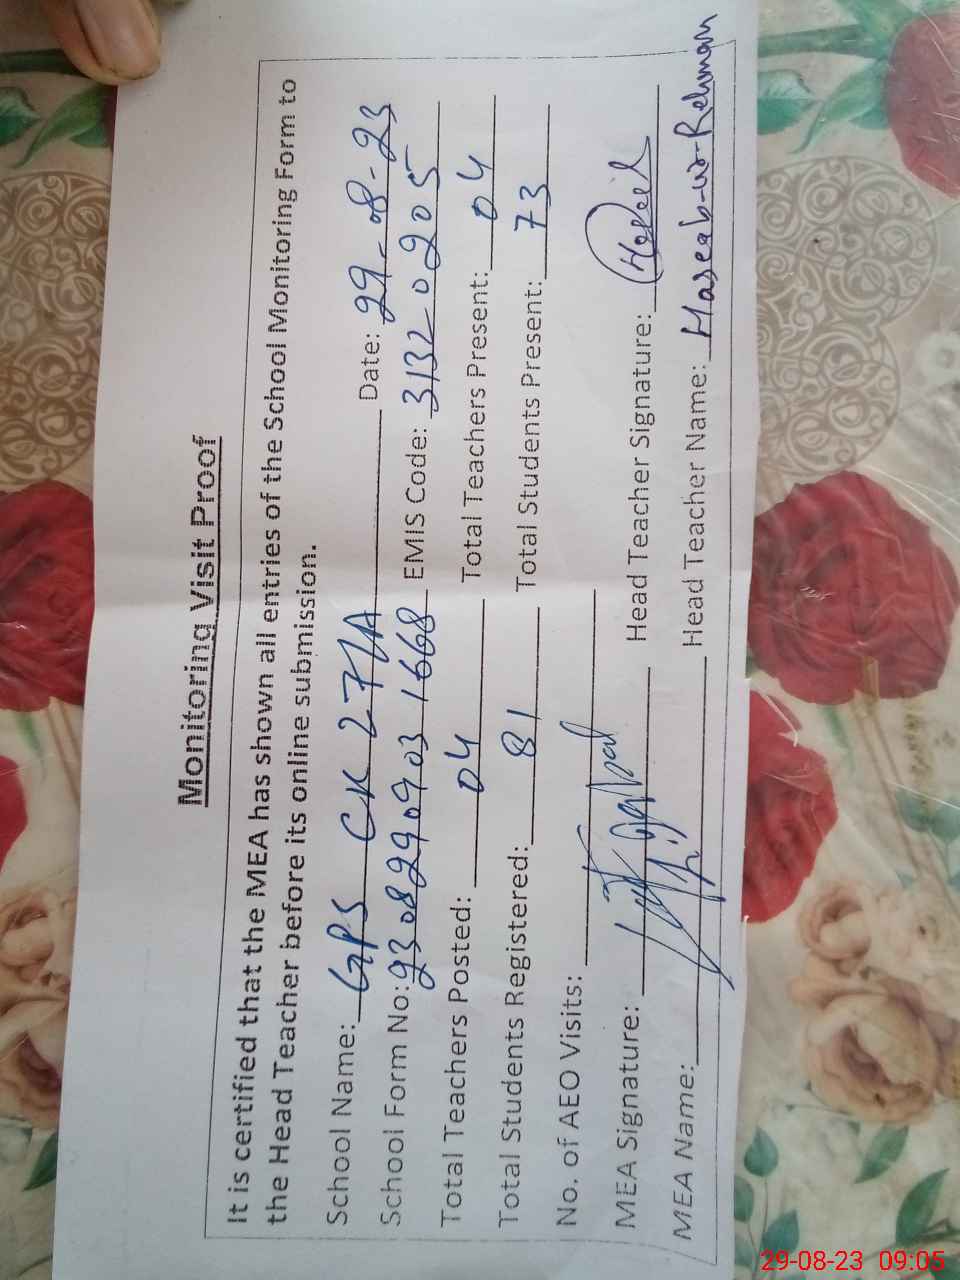 Monitoring Visit Proof
It is certified that the MEA has shown all entries of the School Monitoring Form to
the Head Teacher before its online submission.
School Name: GPS CK 277A Date: 29-08-23
School Form No: 23082909031668 EMIS Code: 31320205
Total Teachers Posted: 04 Total Teachers Present: 04
Total Students Registered: 81 Total Students Present: 73
No. of AEO Visits:
MEA Signature: Head Teacher Signature:
MEA Name: Head Teacher Name: Haseab-ur-Rehman
29-08-23 09:05